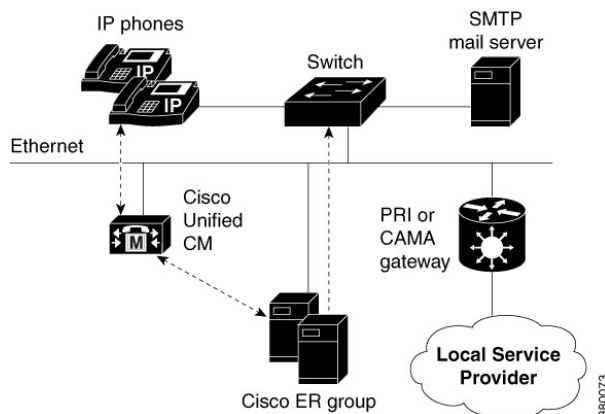 IP phones
SMTP
mail server
Switch
IP
IP
Ethernet
Cisco
Unified
CM
M
PRI or
CAMA
gateway
Local Service
Provider
Cisco ER group
380073